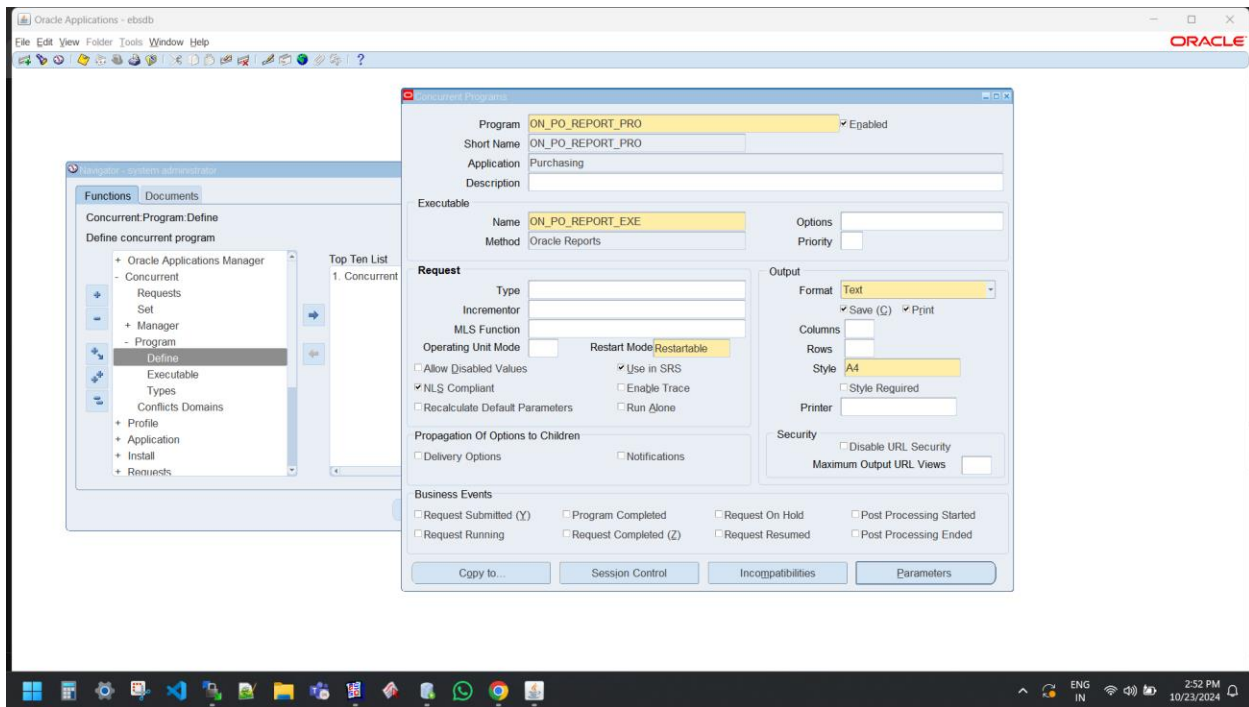 Oracle Applications - ebsdb
File Edit View Folder Tools Window Help
ORACLE
Concurrent Programs
Program ON_PO_REPORT_PRO Enabled
Short Name ON_PO_REPORT_PRO
Application Purchasing
Description
Executable
Name ON_PO_REPORT_EXE Options
Method Oracle Reports Priority
Request
Type
Incrementor
MLS Function
Operating Unit Mode Restart Mode Restartable
Allow Disabled Values Use in SRS
NLS Compliant Enable Trace
Recalculate Default Parameters Run Alone
Output
Format Text
Save (C) Print
Columns
Rows
Style A4
Style Required
Printer
Propagation Of Options to Children
Delivery Options Notifications
Security
Disable URL Security
Maximum Output URL Views
Business Events
Request Submitted (Y) Program Completed Request On Hold Post Processing Started
Request Running Request Completed (Z) Request Resumed Post Processing Ended
Copy to... Session Control Incompatibilities Parameters
Navigator - system administrator
Functions Documents
Concurrent:Program:Define
Define concurrent program
+ Oracle Applications Manager
- Concurrent
Requests
Set
+ Manager
- Program
Define
Executable
Types
Conflicts Domains
+ Profile
+ Application
+ Install
+ Requests
Top Ten List
1. Concurrent
ENG
IN
2:52 PM
10/23/2024